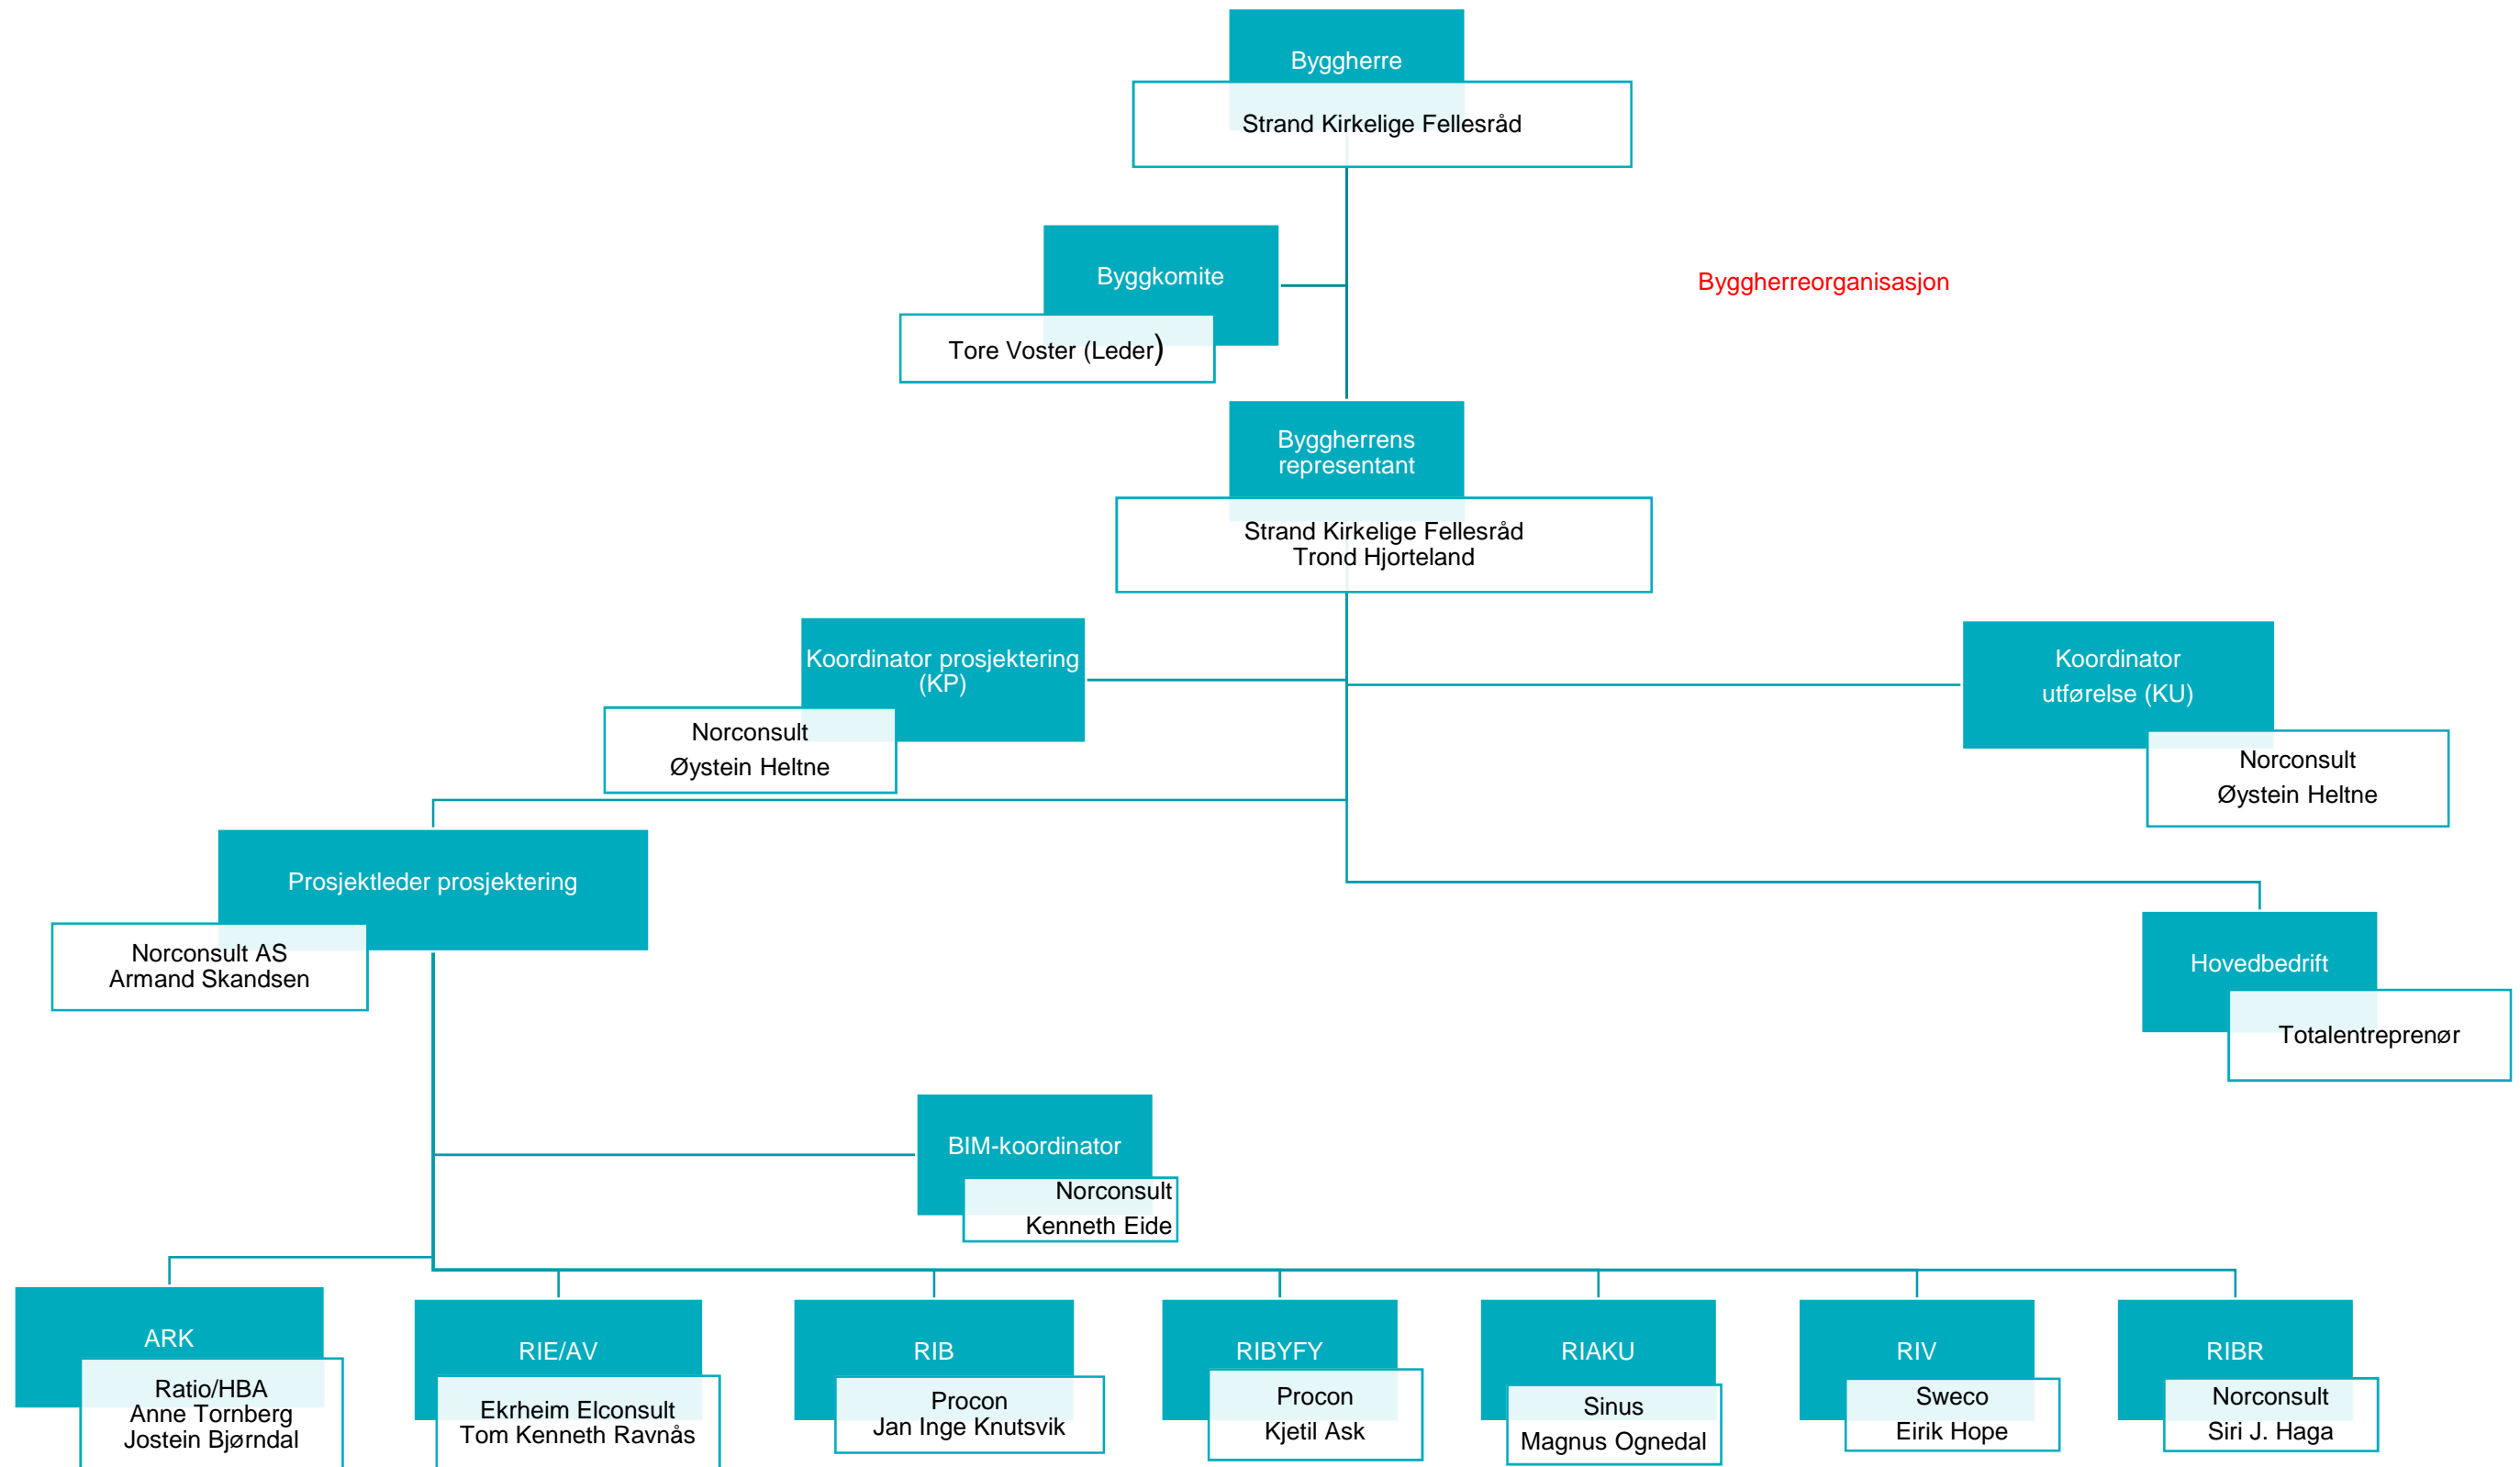 Byggherre
Strand Kirkelige Fellesråd
Byggkomite
Tore Voster (Leder)
Byggherreorganisasjon
Byggherrens
representant
Strand Kirkelige Fellesråd
Trond Hjorteland
Koordinator prosjektering
(KP)
Norconsult
Øystein Heltne
Koordinator
utførelse (KU)
Norconsult
Øystein Heltne
Prosjektleder prosjektering
Norconsult AS
Armand Skandsen
Hovedbedrift
Totalentreprenør
BIM-koordinator
Norconsult
Kenneth Eide
ARK
Ratio/HBA
Anne Tornberg
Jostein Bjørndal
RIE/AV
Ekrheim Elconsult
Tom Kenneth Ravnås
RIB
Procon
Jan Inge Knutsvik
RIBYFY
Procon
Kjetil Ask
RIAKU
Sinus
Magnus Ognedal
RIV
Sweco
Eirik Hope
RIBR
Norconsult
Siri J. Haga